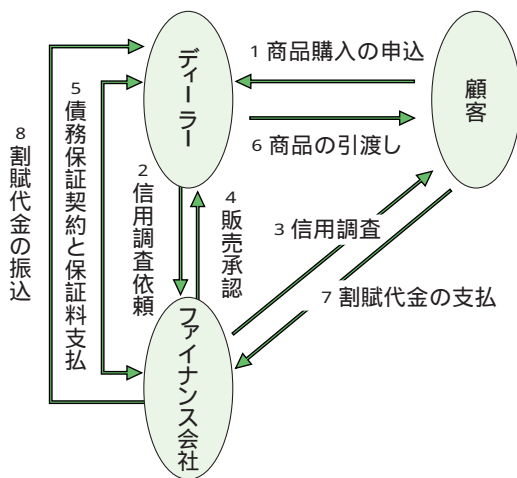 1 商品購入の申込
ディーラー
顧客
6 商品の引渡し
5 債務保証契約と保証料支払
8 割賦代金の振込
2 信用調査依頼
4 販売承認
3 信用調査
7 割賦代金の支払
ファイナンス会社